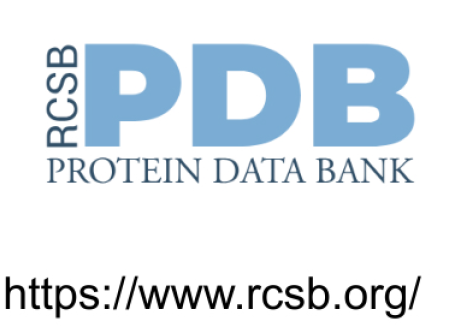 RCSB
PDB
PROTEIN DATA BANK
https://www.rcsb.org/